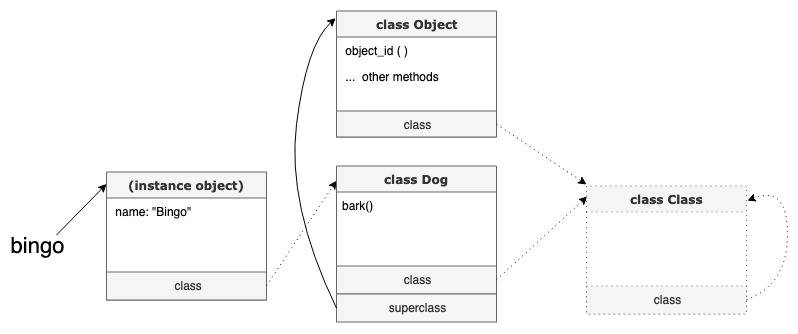 class Object
object_id ( )
... other methods
class
(instance object)
name: "Bingo"
class
bingo
class Dog
bark()
class
superclass
class Class
class